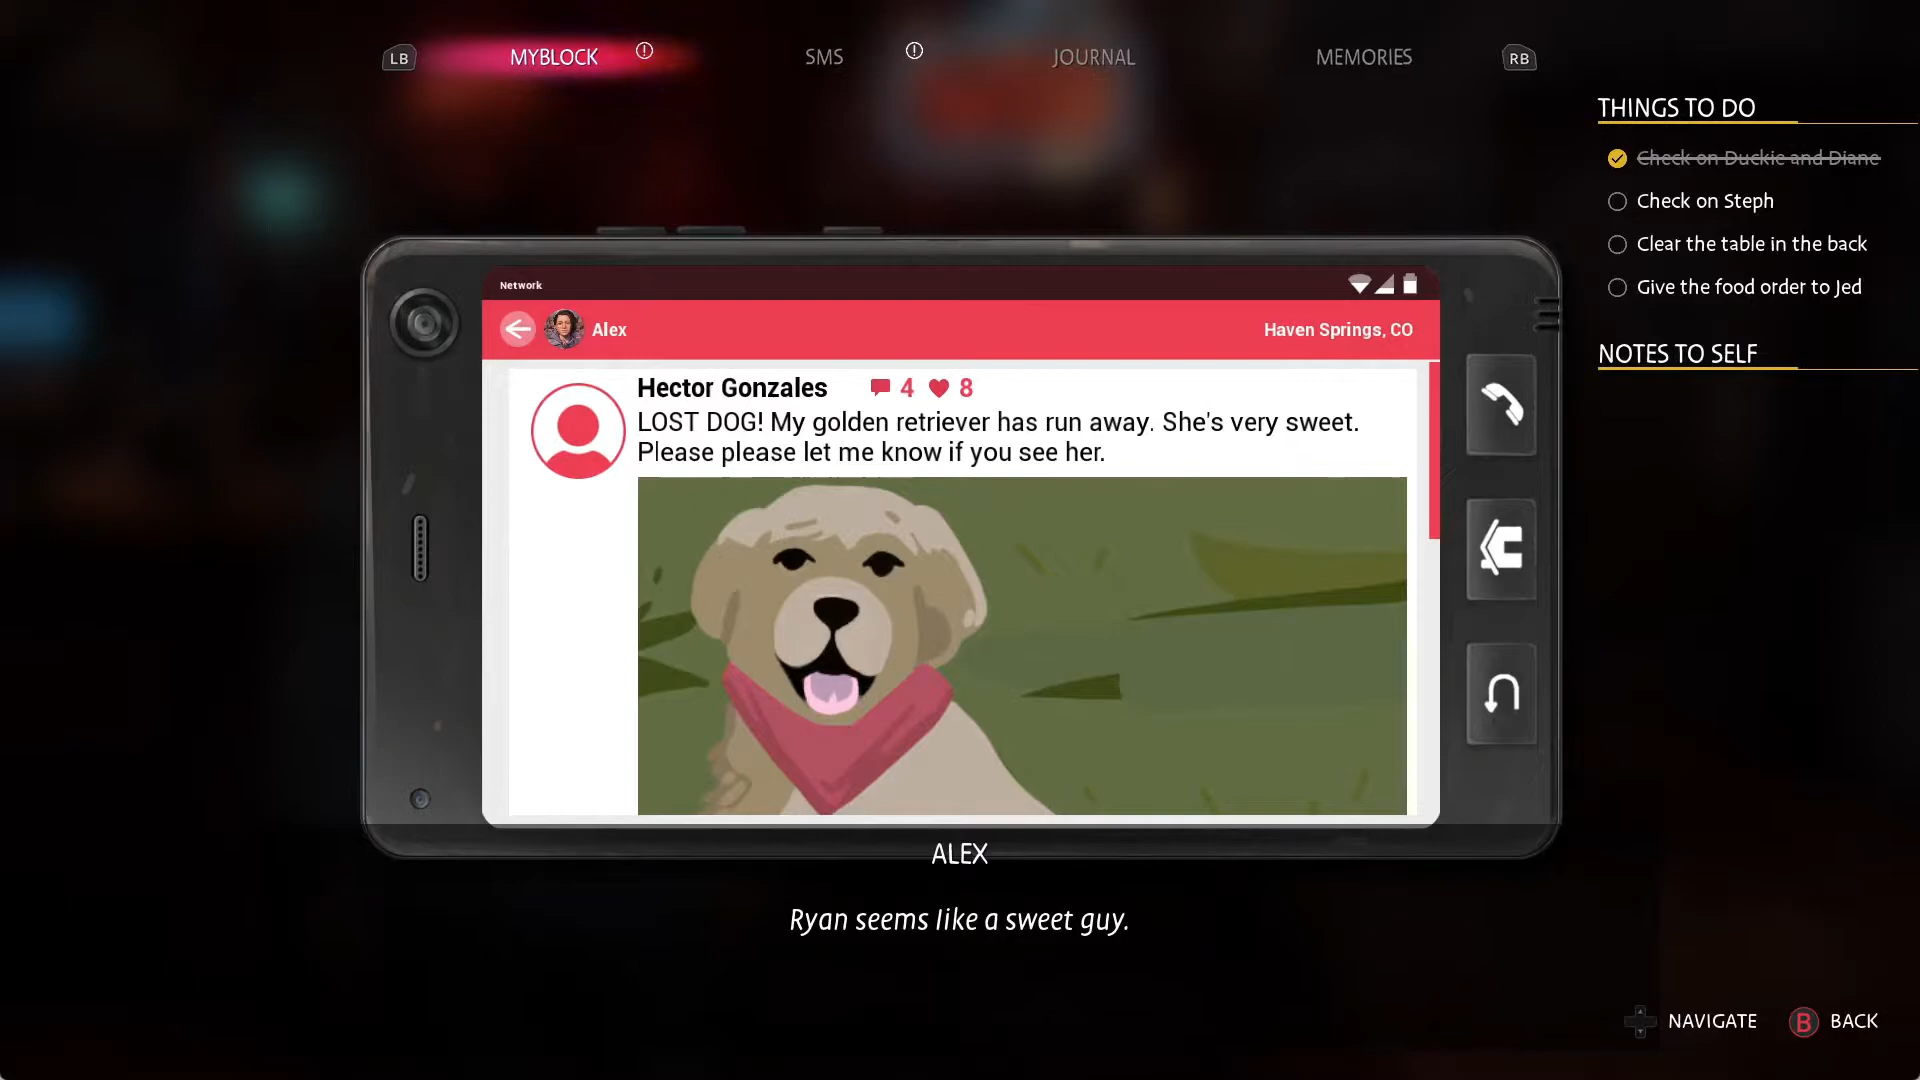 LB
MYBLOCK
SMS
JOURNAL
MEMORIES
RB
THINGS TO DO
Check on Duckie and Diane
Check on Steph
Clear the table in the back
Give the food order to Jed
NOTES TO SELF
Network
Alex
Haven Springs, CO
Hector Gonzales 4 8
LOST DOG! My golden retriever has run away. She's very sweet.
Please please let me know if you see her.
ALEX
Ryan seems like a sweet guy.
NAVIGATE
B BACK